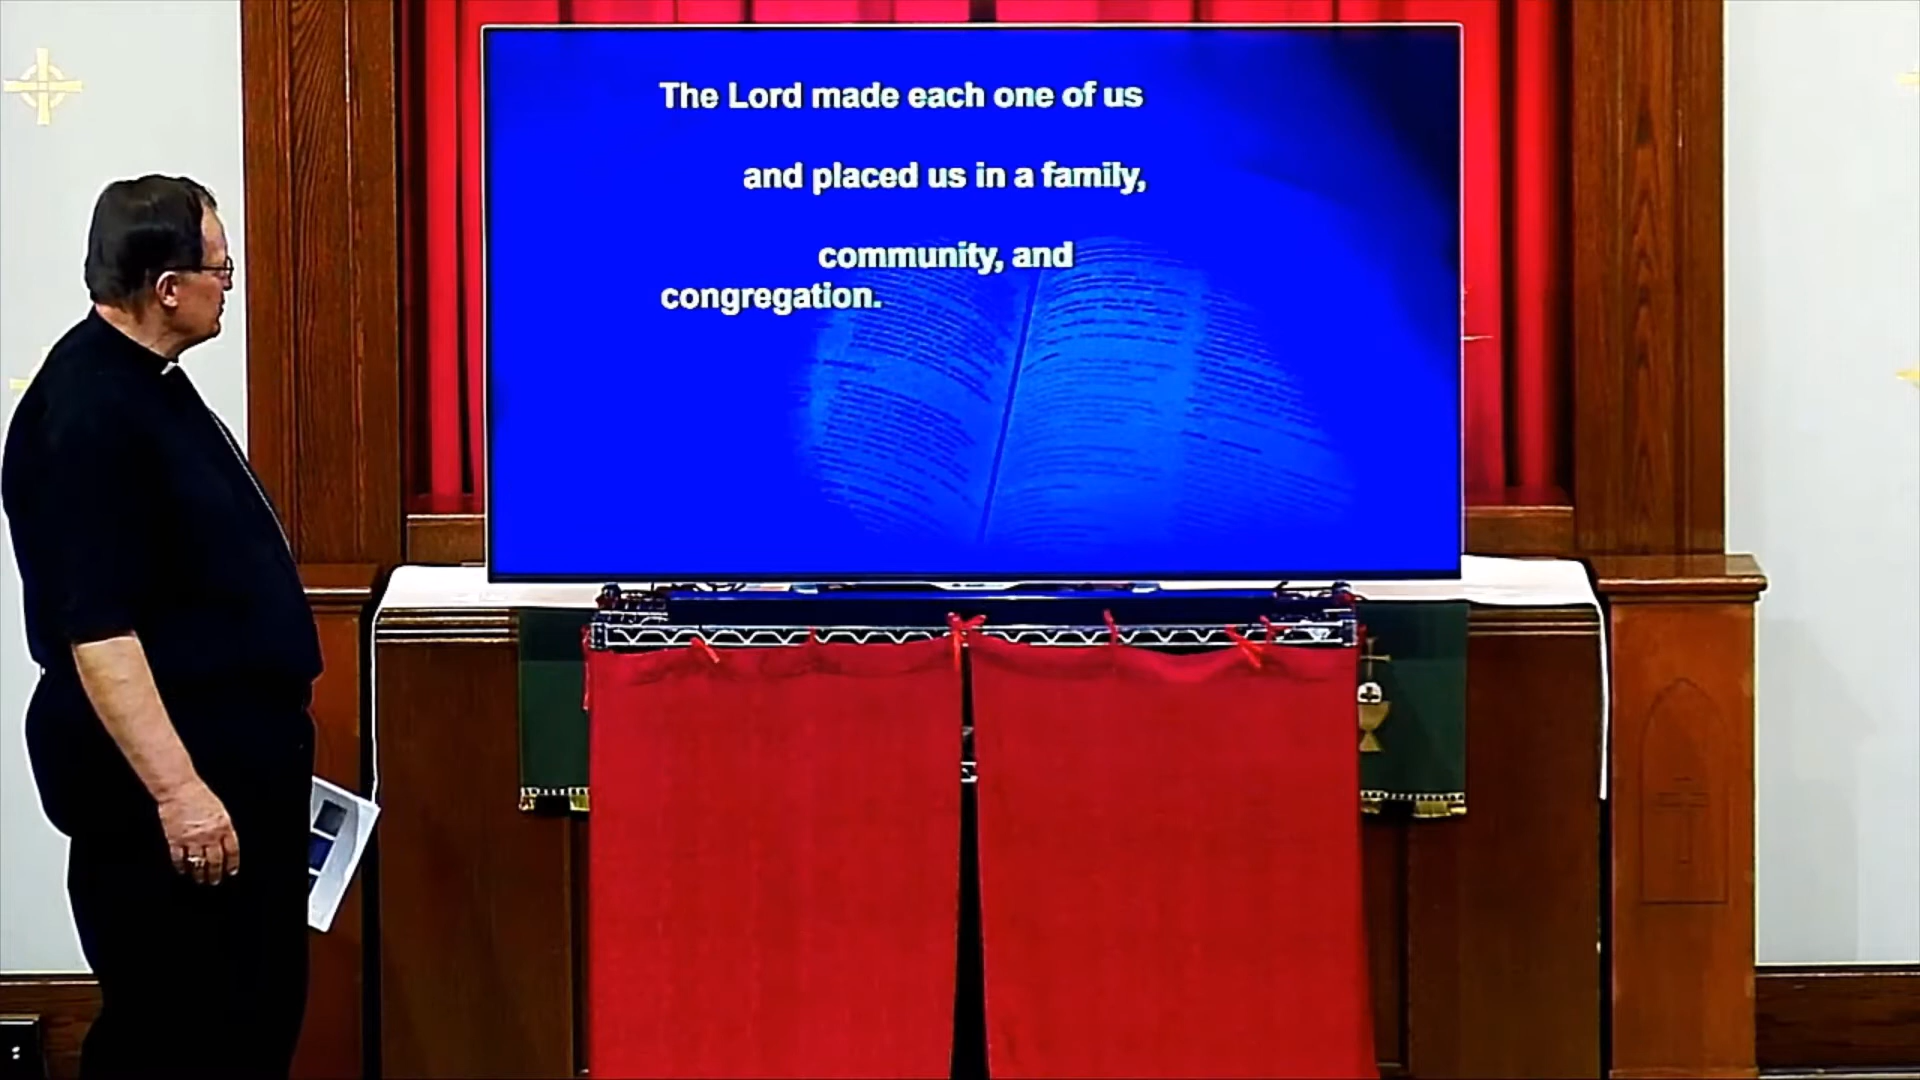 The Lord made each one of us
and placed us in a family,
community, and
congregation.